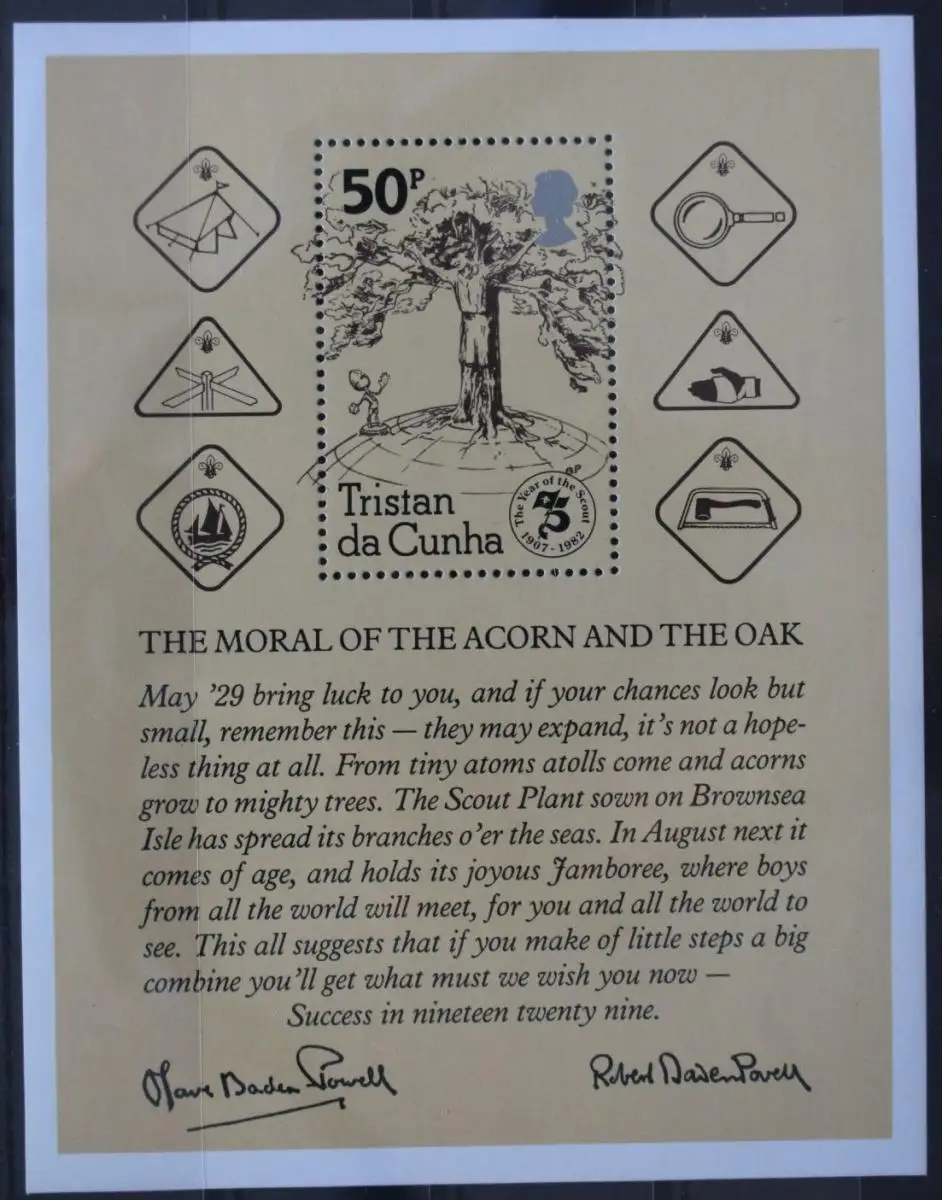 50P
Tristan
da Cunha
The Year of the Scout
75
1907 - 1982
THE MORAL OF THE ACORN AND THE OAK
May '29 bring luck to you, and if your chances look but
small, remember this — they may expand, it's not a hope-
less thing at all. From tiny atoms atolls come and acorns
grow to mighty trees. The Scout Plant sown on Brownsea
Isle has spread its branches o'er the seas. In August next it
comes of age, and holds its joyous Jamboree, where boys
from all the world will meet, for you and all the world to
see. This all suggests that if you make of little steps a big
combine you'll get what must we wish you now —
Success in nineteen twenty nine.
Olave Baden Powell
Robert Baden Powell